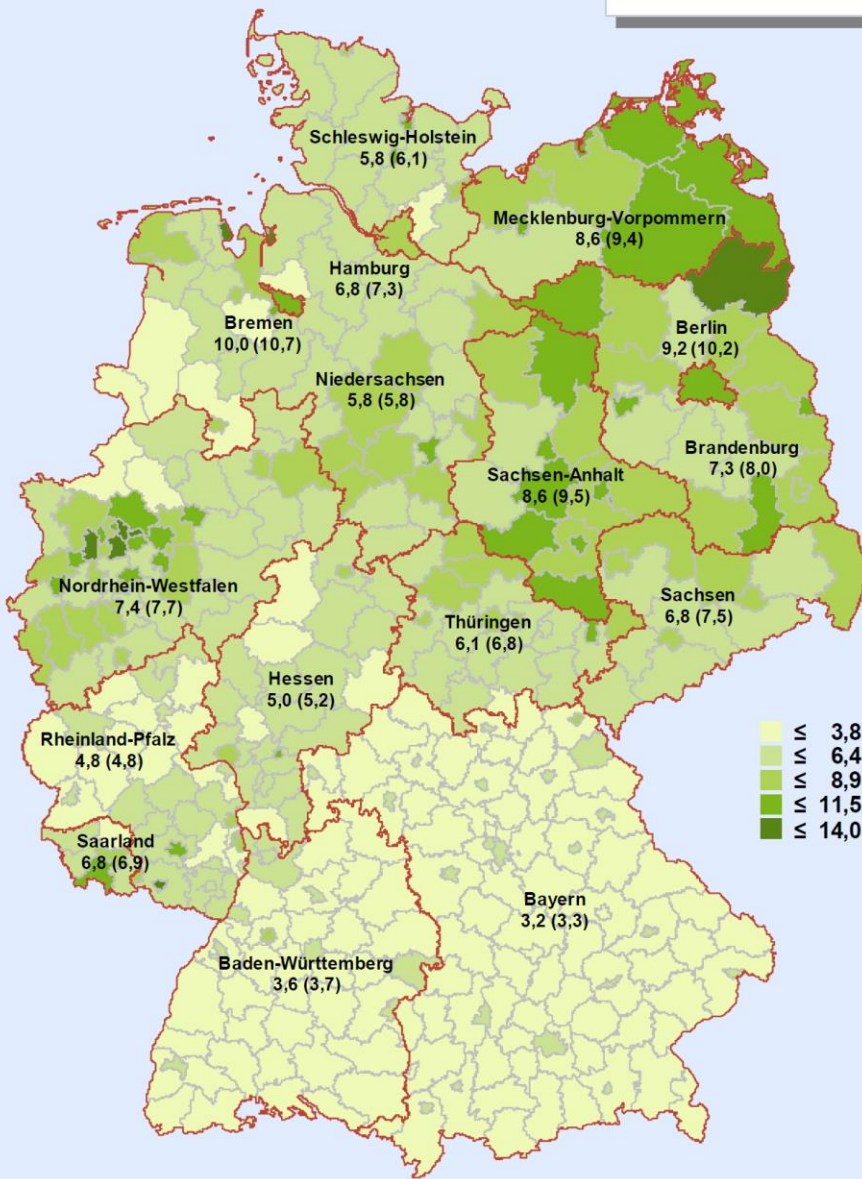 Schleswig-Holstein
5,8 (6,1)
Mecklenburg-Vorpommern
8,6 (9,4)
Hamburg
6,8 (7,3)
Bremen
10,0 (10,7)
Berlin
9,2 (10,2)
Niedersachsen
5,8 (5,8)
Brandenburg
7,3 (8,0)
Sachsen-Anhalt
8,6 (9,5)
Nordrhein-Westfalen
7,4 (7,7)
Sachsen
6,8 (7,5)
Thüringen
6,1 (6,8)
Hessen
5,0 (5,2)
Rheinland-Pfalz
4,8 (4,8)
≤ 3,8
≤ 6,4
≤ 8,9
≤ 11,5
≤ 14,0
Saarland
6,8 (6,9)
Bayern
3,2 (3,3)
Baden-Württemberg
3,6 (3,7)